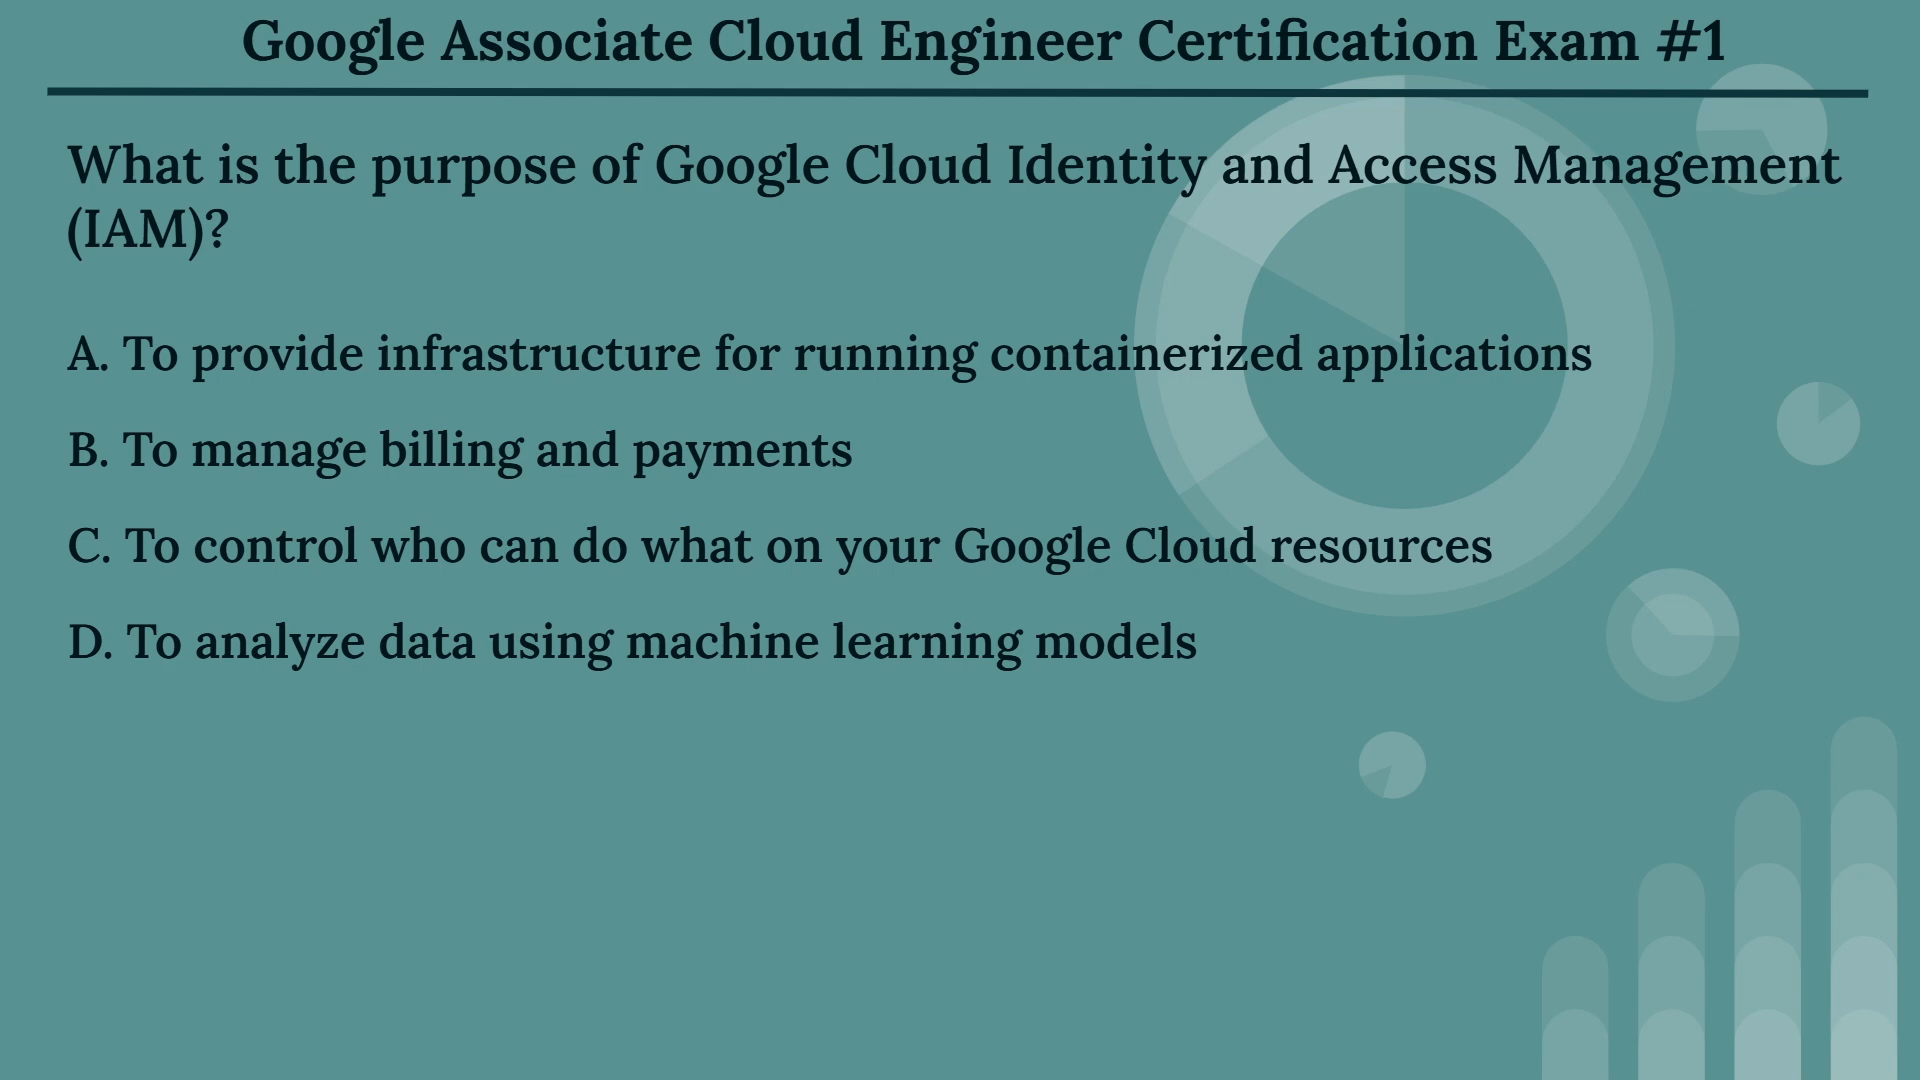 Google Associate Cloud Engineer Certification Exam #1
What is the purpose of Google Cloud Identity and Access Management
(IAM)?
A. To provide infrastructure for running containerized applications
B. To manage billing and payments
C. To control who can do what on your Google Cloud resources
D. To analyze data using machine learning models